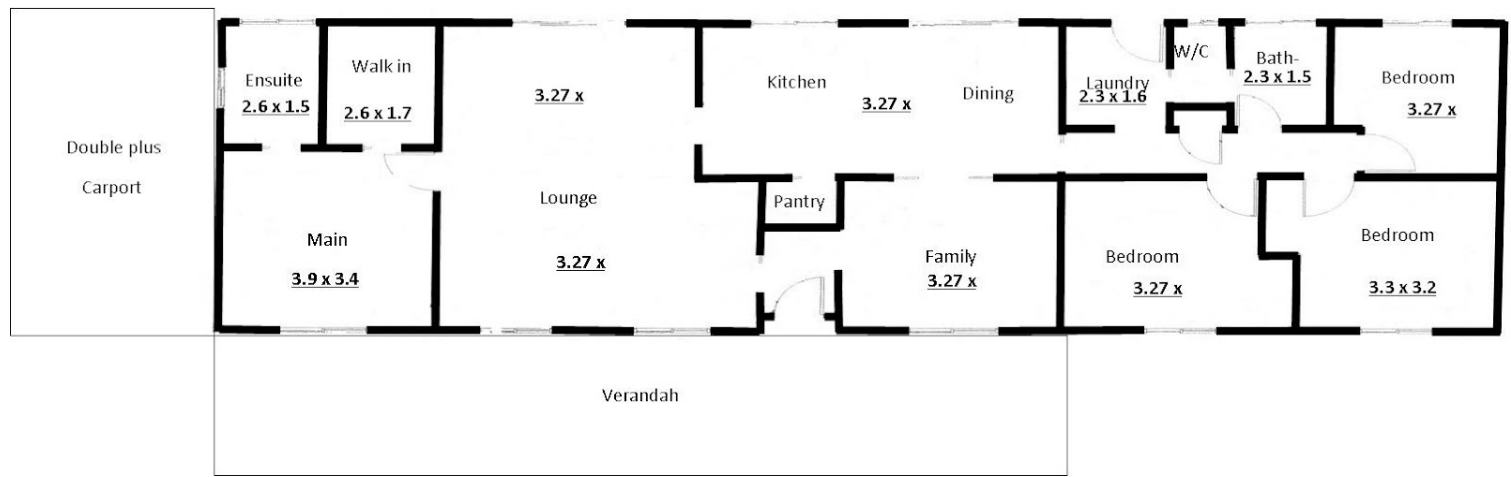 Double plus
Carport
Ensuite
2.6 x 1.5
Walk in
2.6 x 1.7
3.27 x
Lounge
3.27 x
Main
3.9 x 3.4
Kitchen
3.27 x
Dining
Pantry
Family
3.27 x
Laundry
2.3 x 1.6
W/C
Bath-
2.3 x 1.5
Bedroom
3.27 x
Bedroom
3.27 x
Bedroom
3.3 x 3.2
Verandah